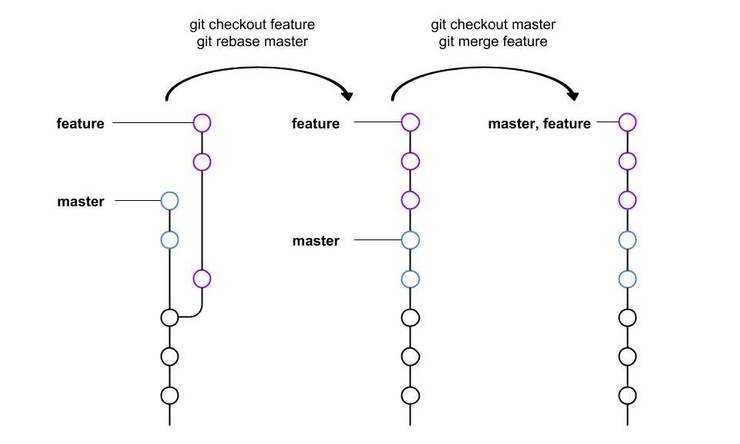 git checkout feature
git rebase master
git checkout master
git merge feature
feature
feature
master, feature
master
master